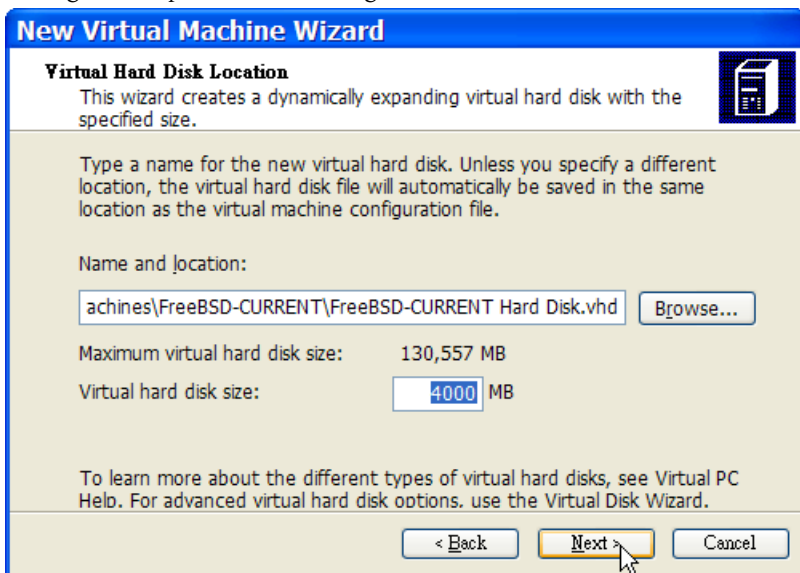 New Virtual Machine Wizard
Virtual Hard Disk Location
This wizard creates a dynamically expanding virtual hard disk with the
specified size.
Type a name for the new virtual hard disk. Unless you specify a different
location, the virtual hard disk file will automatically be saved in the same
location as the virtual machine configuration file.
Name and location:
achines\FreeBSD-CURRENT\FreeBSD-CURRENT Hard Disk.vhd Browse...
Maximum virtual hard disk size: 130,557 MB
Virtual hard disk size: 4000 MB
To learn more about the different types of virtual hard disks, see Virtual PC
Help. For advanced virtual hard disk options, use the Virtual Disk Wizard.
< Back Next > Cancel